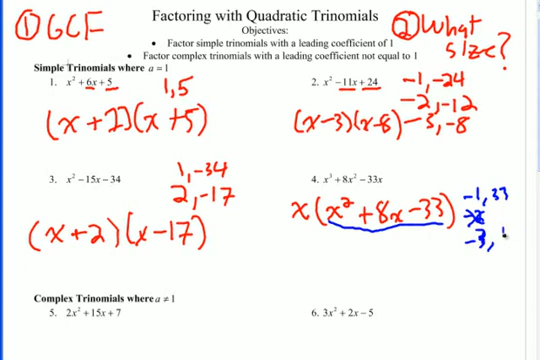 ① GCF
Factoring with Quadratic Trinomials
② What size?
Objectives:
• Factor simple trinomials with a leading coefficient of 1
• Factor complex trinomials with a leading coefficient not equal to 1
Simple Trinomials where a = 1
1. x² + 6x + 5
1, 5
(x + 1)(x + 5)
2. x² – 11x + 24
-1, -24
-2, -12
-3, -8
(x-3)(x-8)
3. x² – 15x – 34
1, -34
2, -17
(x+2)(x-17)
4. x³ + 8x² – 33x
x(x² + 8x - 33)
-1, 33
-3,
Complex Trinomials where a ≠ 1
5. 2x² + 15x + 7
6. 3x² + 2x – 5